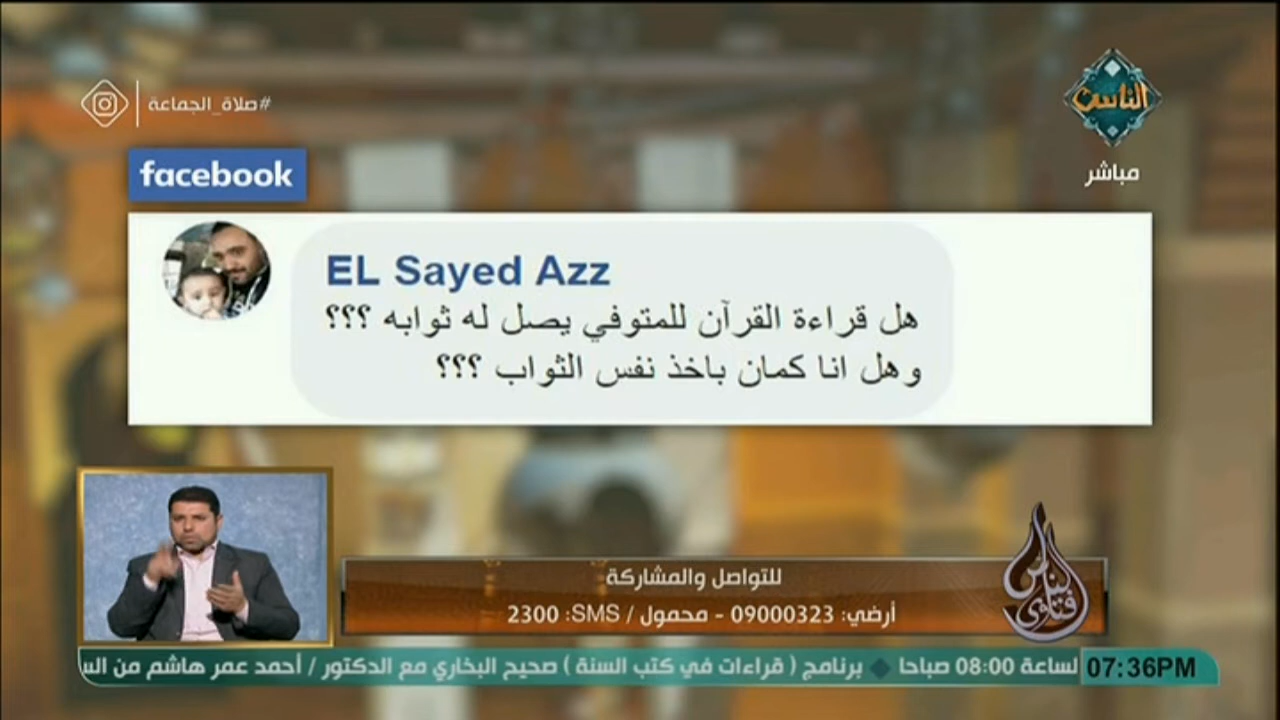 #صلاة_الجماعة
الناس
مباشر
facebook
EL Sayed Azz
هل قراءة القرآن للمتوفي يصل له ثوابه ؟؟؟
وهل انا كمان باخذ نفس الثواب ؟؟؟
للتواصل والمشاركة
أرضي: 09000323 - محمول / SMS: 2300
فتاوى الناس
07:36PM
لساعة 08:00 صباحا ◆ برنامج ( قراءات في كتب السنة ) صحيح البخاري مع الدكتور / أحمد عمر هاشم من الس